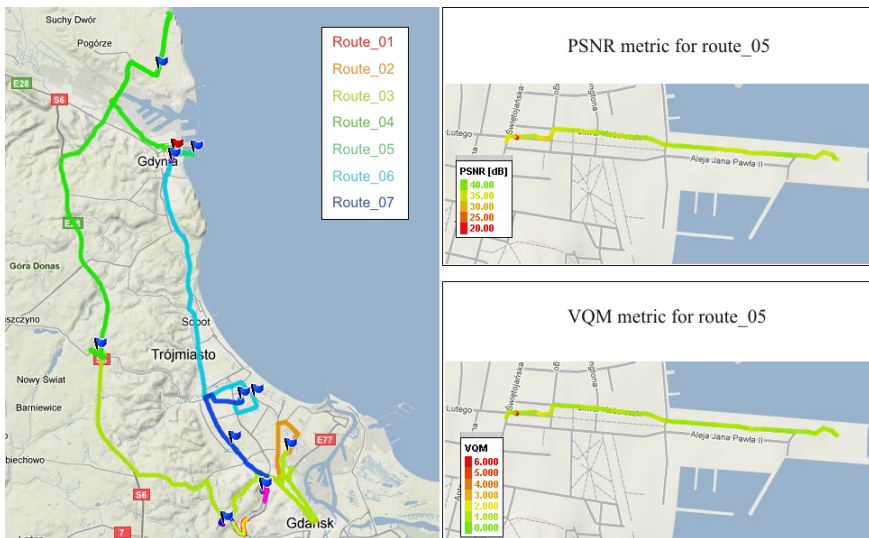 Suchy Dwór
Pogórze
E28
S6
Gdynia
Route_01
Route_02
Route_03
Route_04
Route_05
Route_06
Route_07
Góra Donas
Sopot
Trójmiasto
Nowy Świat
Barniewice
E77
S6
Gdańsk
7
PSNR metric for route_05
Lutego
Świętojańska
Aleja Jana Pawła II
PSNR [dB]
40.00
35.00
30.00
25.00
20.00
VQM metric for route_05
Lutego
Świętojańska
Aleja Jana Pawła II
VQM
6.000
5.000
4.000
3.000
2.000
1.000
0.000